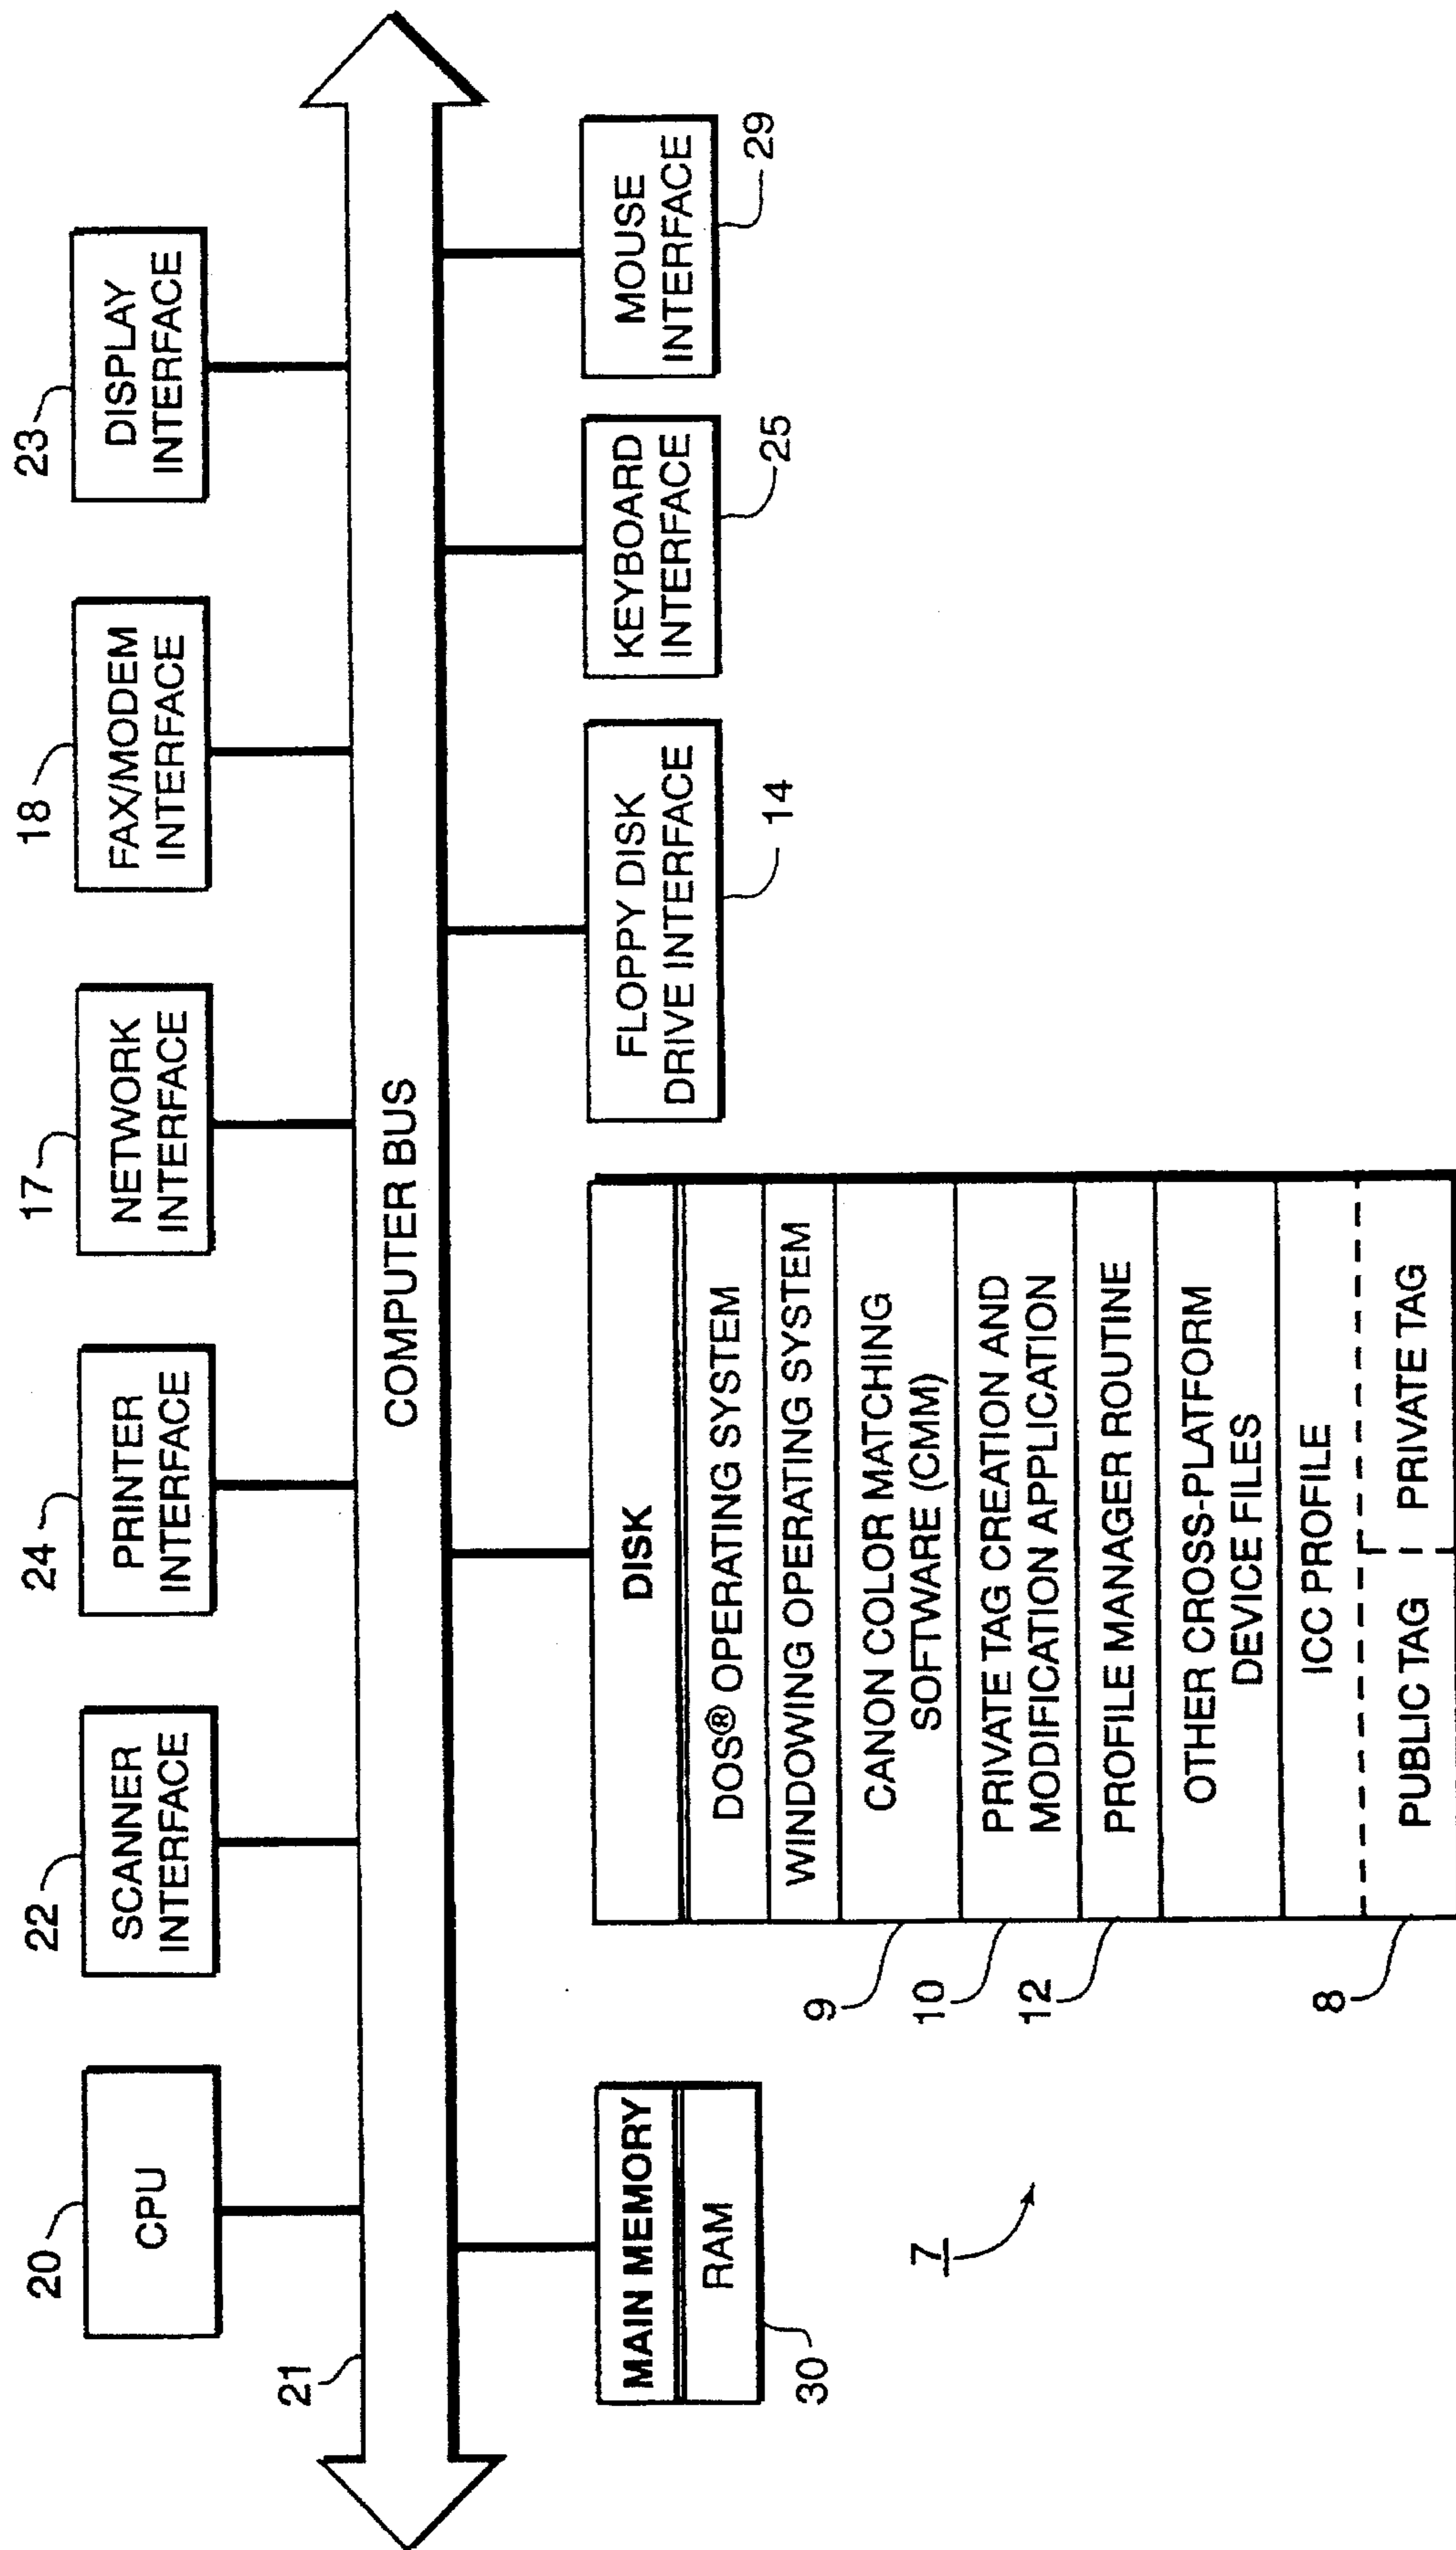 20
CPU
22
SCANNER
INTERFACE
24
PRINTER
INTERFACE
17
NETWORK
INTERFACE
18
FAX/MODEM
INTERFACE
23
DISPLAY
INTERFACE
21
COMPUTER BUS
MAIN MEMORY
RAM
30
7
DISK
DOS® OPERATING SYSTEM
WINDOWING OPERATING SYSTEM
CANON COLOR MATCHING
SOFTWARE (CMM)
9
PRIVATE TAG CREATION AND
MODIFICATION APPLICATION
10
PROFILE MANAGER ROUTINE
12
OTHER CROSS-PLATFORM
DEVICE FILES
ICC PROFILE
PUBLIC TAG
PRIVATE TAG
8
FLOPPY DISK
DRIVE INTERFACE
14
KEYBOARD
INTERFACE
25
MOUSE
INTERFACE
29